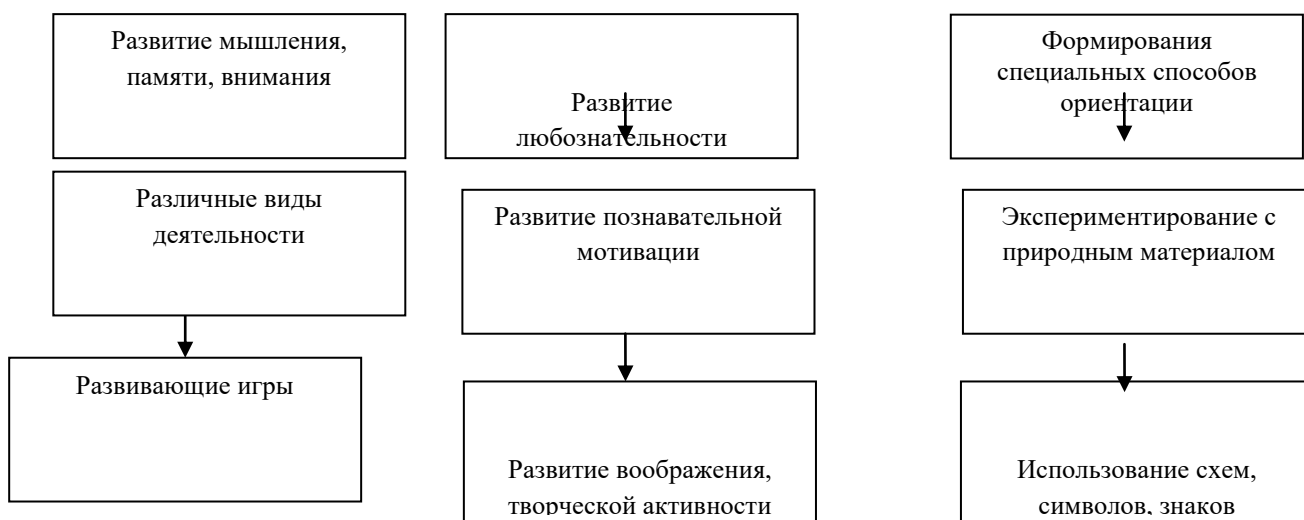 Развитие мышления,
памяти, внимания
Развитие
любознательности
Формирования
специальных способов
ориентации
Различные виды
деятельности
Развитие познавательной
мотивации
Экспериментирование с
природным материалом
Развивающие игры
Развитие воображения,
творческой активности
Использование схем,
символов, знаков